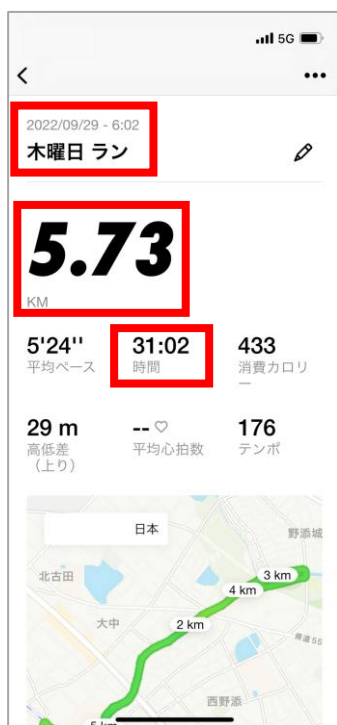 5G
2022/09/29 - 6:02
木曜日 ラン
5.73
KM
5'24''
31:02
433
平均ペース
時間
消費カロリ
ー
29 m
--
176
高低差
（上り）
平均心拍数
テンポ
日本
野添城
北古田
3 km
4 km
大中
2 km
西野添
5 km